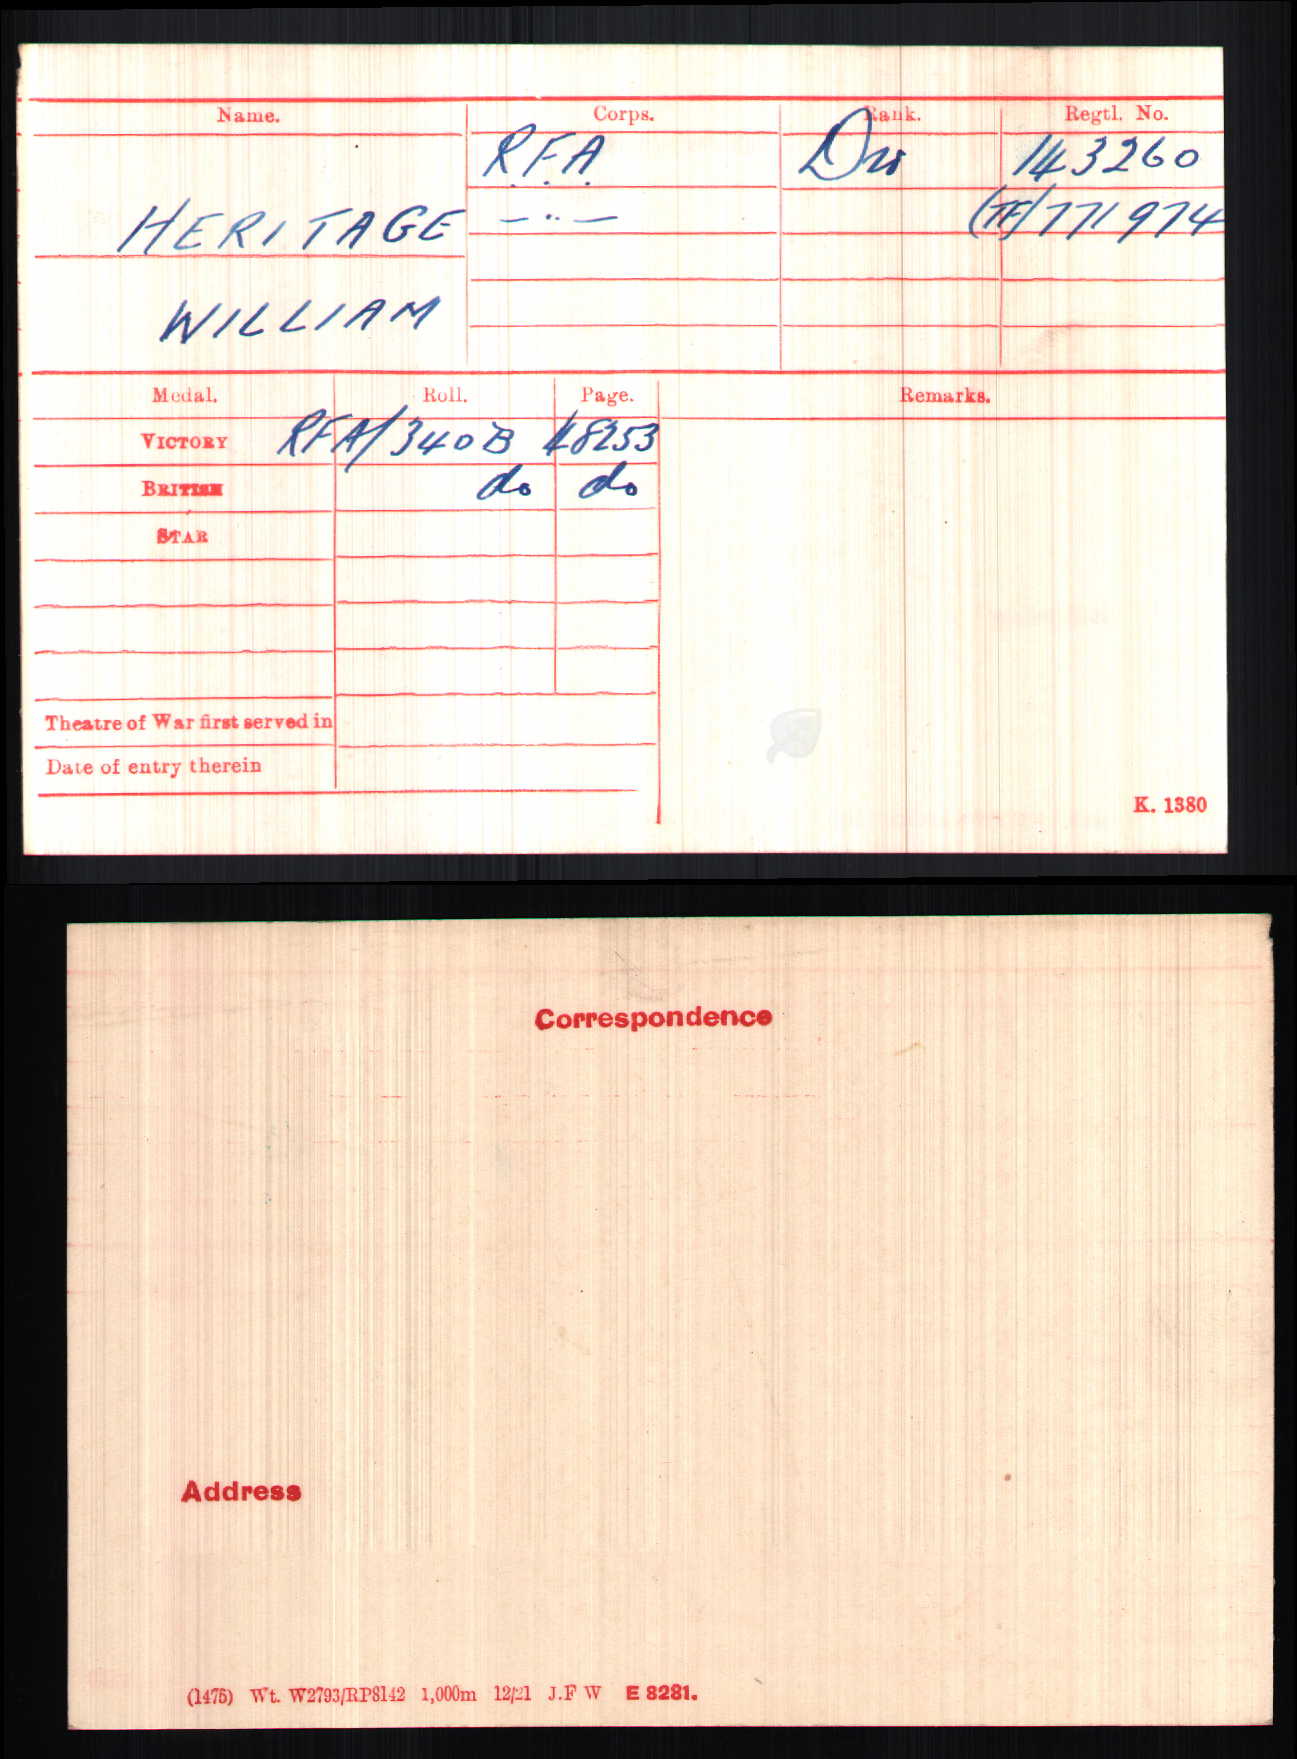 Name. Corps. Rank. Regtl. No.
R.F.A Dvr 143260
HERITAGE —"— (TF) 771974
WILLIAM
Medal. Roll. Page. Remarks.
VICTORY RFA/340B 48253
BRITISH do do
STAR
Theatre of War first served in
Date of entry therein
K. 1380
Correspondence
Address
(1475) Wt. W2793/RP8142 1,000m 12/21 J.F W E 8281.